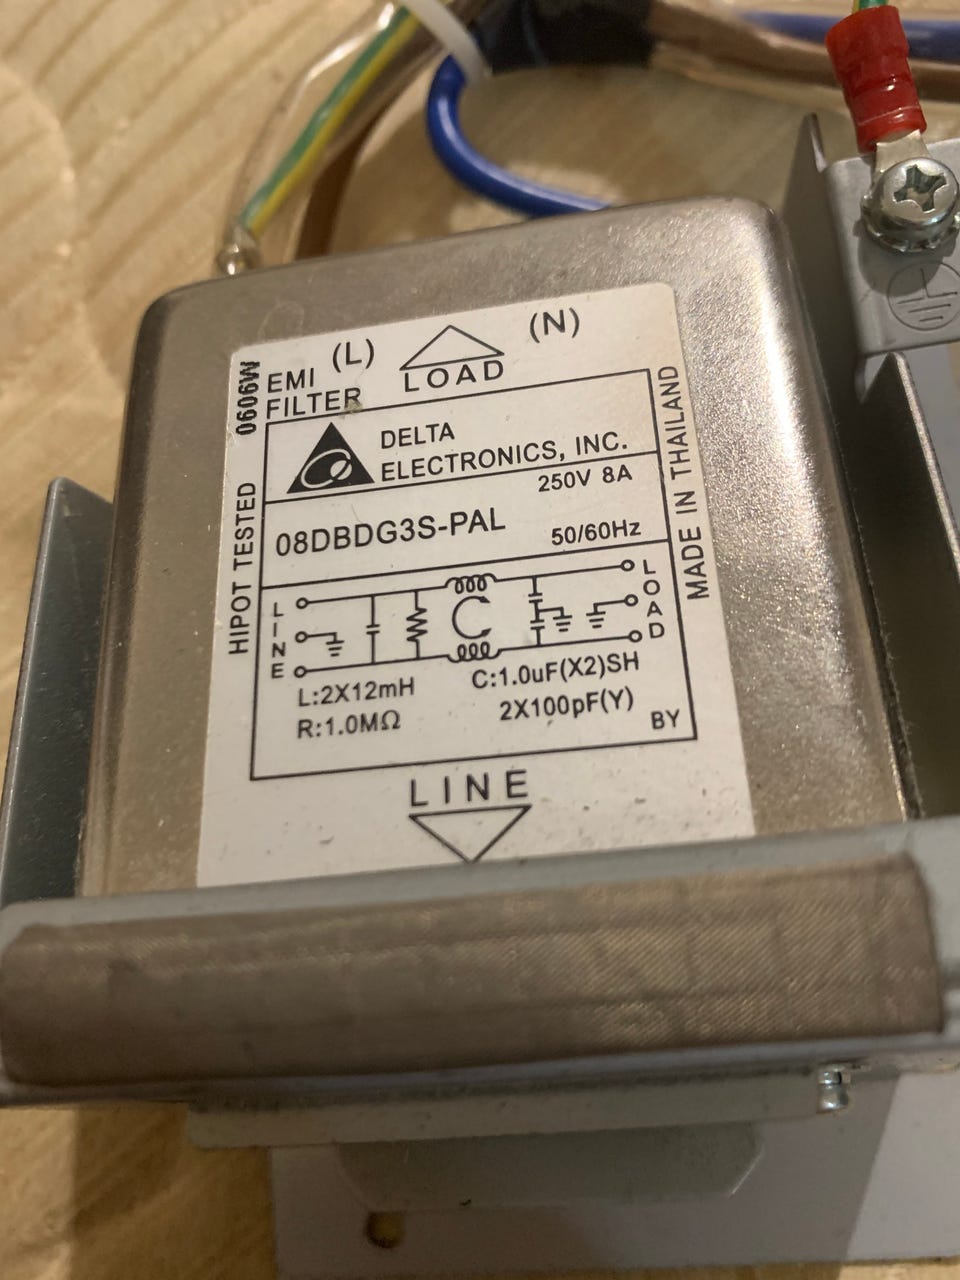 (L) LOAD (N)
EMI
FILTER
DELTA
ELECTRONICS, INC.
250V 8A
08DBDG3S-PAL
50/60Hz
LINE
LOAD
L:2X12mH
C:1.0uF(X2)SH
R:1.0MΩ
2X100pF(Y)
BY
LINE
HIPOT TESTED 0606W
MADE IN THAILAND